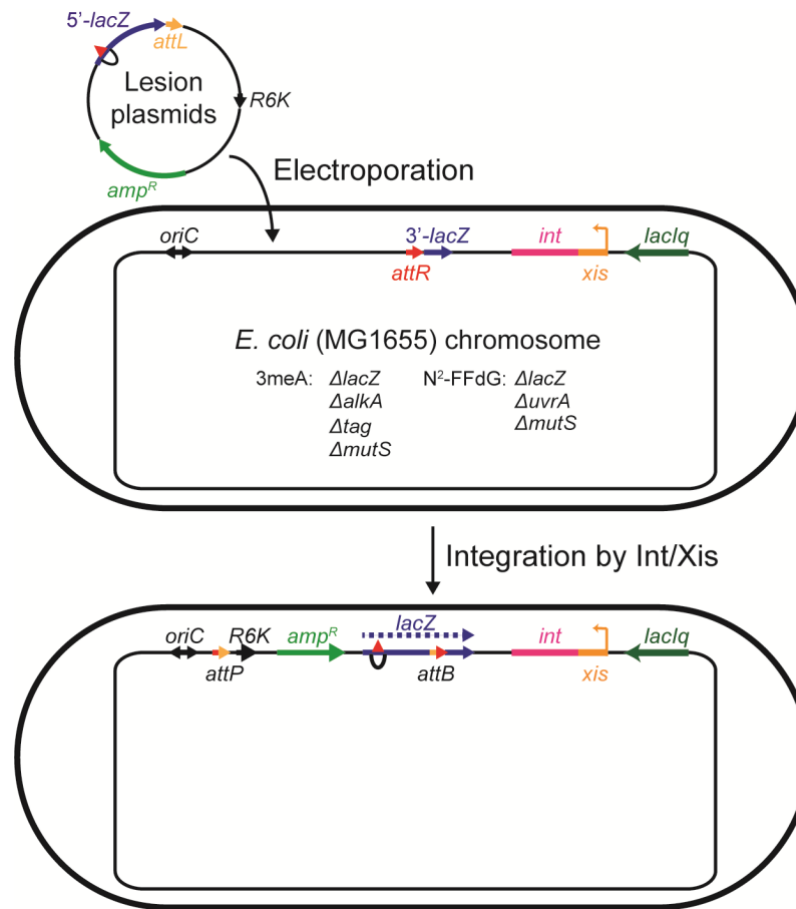 5'-lacZ
attL
Lesion
plasmids
R6K
ampᴿ
Electroporation
oriC
3'-lacZ
int
lacIq
attR
xis
E. coli (MG1655) chromosome
3meA: ΔlacZ N²-FFdG: ΔlacZ
ΔalkA ΔuvrA
Δtag ΔmutS
ΔmutS
Integration by Int/Xis
lacZ
oriC R6K ampᴿ int lacIq
attP attB xis